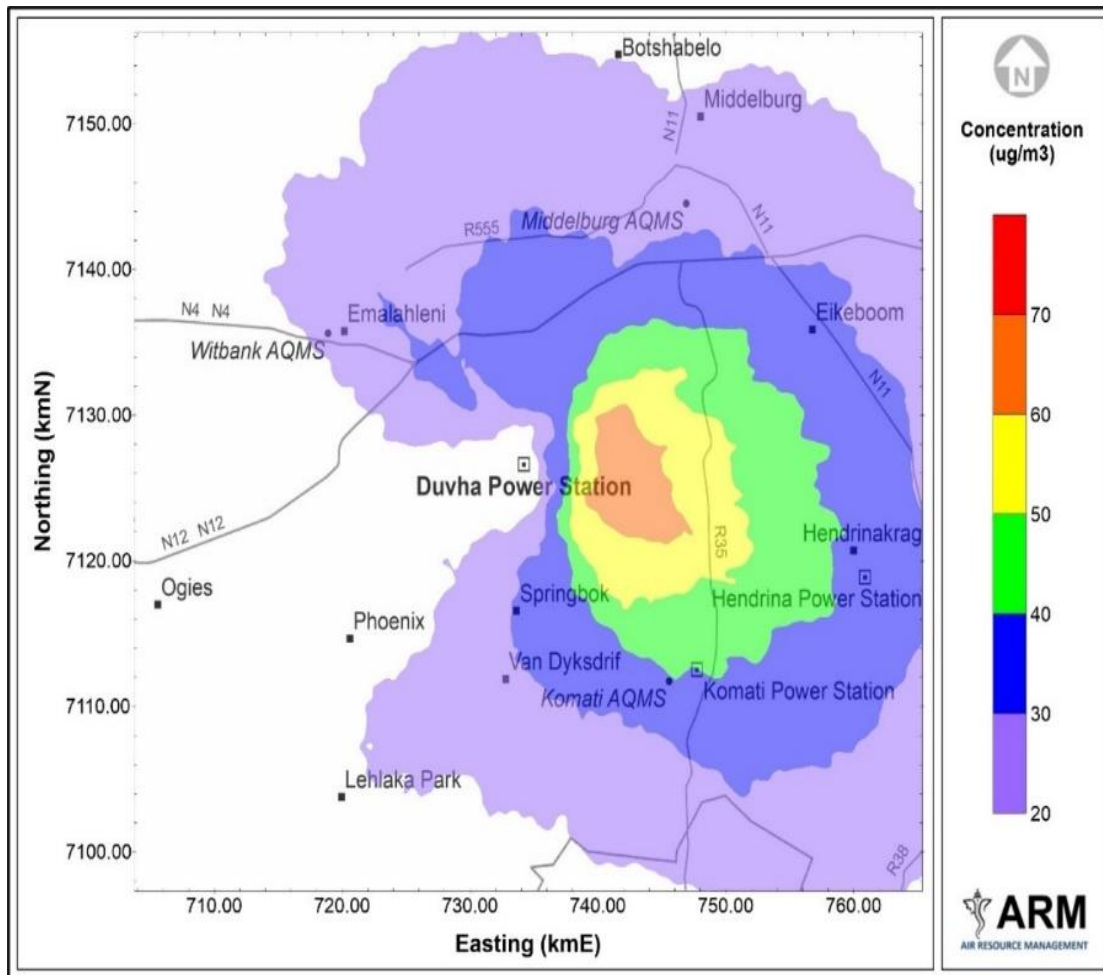 Botshabelo
Middelburg
N11
Middelburg AQMS
N11
R555
Eikeboom
N4 N4
Emalahleni
Witbank AQMS
N11
Duvha Power Station
N12 N12
R35
Hendrinakrag
Ogies
Springbok
Hendrina Power Station
Phoenix
Van Dyksdrif
Komati AQMS
Komati Power Station
Lehlaka Park
R38
7150.00
7140.00
7130.00
7120.00
7110.00
7100.00
Northing (kmN)
710.00 720.00 730.00 740.00 750.00 760.00
Easting (kmE)
N
Concentration
(ug/m3)
70
60
50
40
30
20
ARM
AIR RESOURCE MANAGEMENT